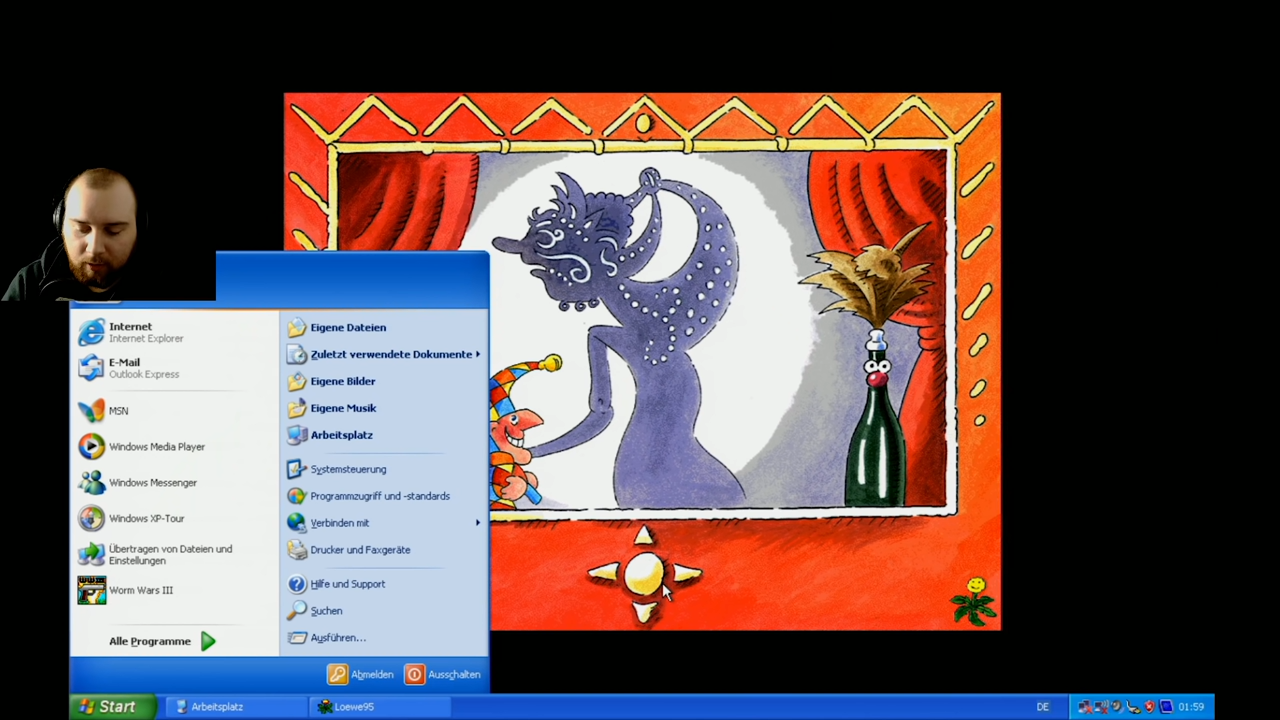 Internet
Internet Explorer
E-Mail
Outlook Express
MSN
Windows Media Player
Windows Messenger
Windows XP-Tour
Übertragen von Dateien und
Einstellungen
Worm Wars III
Alle Programme
Eigene Dateien
Zuletzt verwendete Dokumente
Eigene Bilder
Eigene Musik
Arbeitsplatz
Systemsteuerung
Programmzugriff und -standards
Verbinden mit
Drucker und Faxgeräte
Hilfe und Support
Suchen
Ausführen...
Abmelden Ausschalten
Start Arbeitsplatz Loewe95 DE 01:59